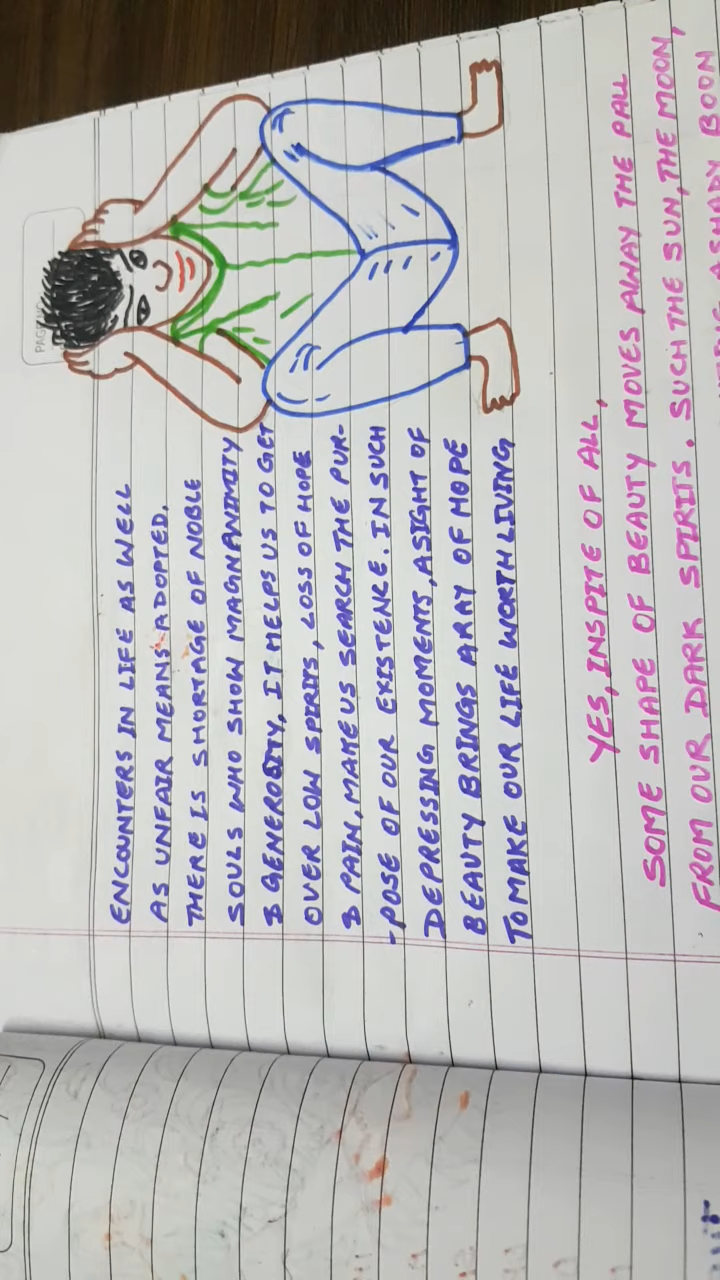 PAGE NO
ENCOUNTERS IN LIFE AS WELL
AS UNFAIR MEANS ADOPTED.
THERE IS SHORTAGE OF NOBLE
SOULS WHO SHOW MAGNANIMITY
& GENEROSITY, IT HELPS US TO GET
OVER LOW SPIRITS, LOSS OF HOPE
& PAIN, MAKE US SEARCH THE PUR-
-POSE OF OUR EXISTENCE. IN SUCH
DEPRESSING MOMENTS, A SIGHT OF
BEAUTY BRINGS A RAY OF HOPE
TO MAKE OUR LIFE WORTH LIVING
YES, INSPITE OF ALL,
SOME SHAPE OF BEAUTY MOVES AWAY THE PALL
FROM OUR DARK SPIRITS. SUCH THE SUN, THE MOON,
A SHADY BOON